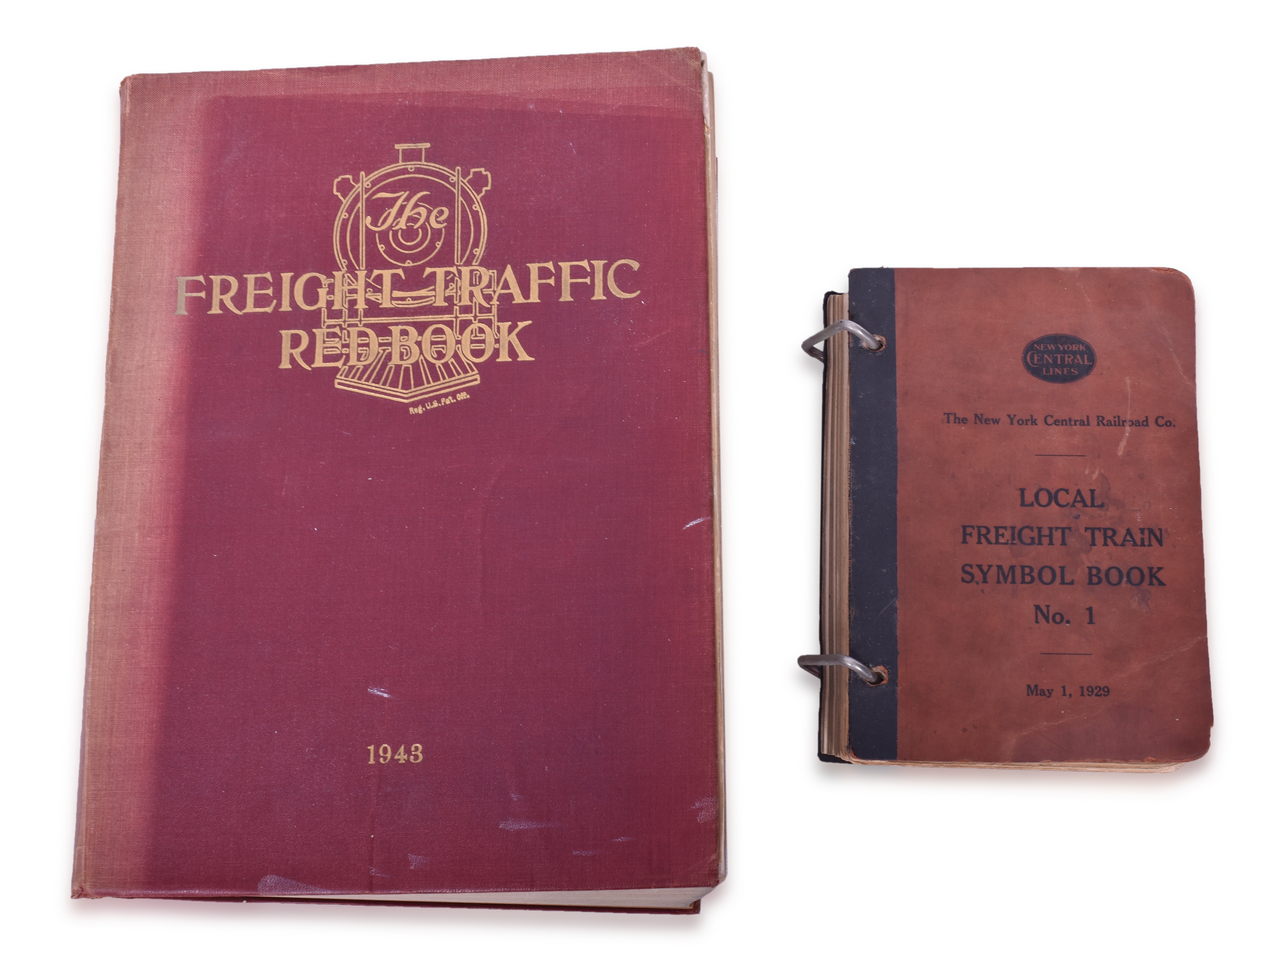 The
FREIGHT TRAFFIC
RED BOOK
Reg. U.S. Pat. Off.
1943
NEW YORK
CENTRAL
LINES
The New York Central Railroad Co.
LOCAL
FREIGHT TRAIN
SYMBOL BOOK
No. 1
May 1, 1929